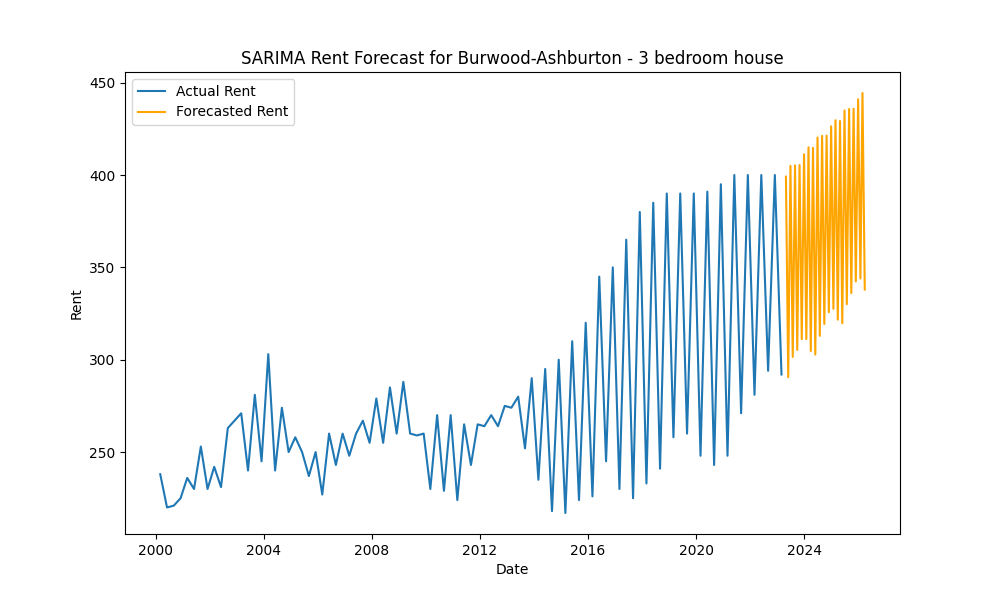 SARIMA Rent Forecast for Burwood-Ashburton - 3 bedroom house
Actual Rent
Forecasted Rent
450
400
350
300
250
Rent
2000 2004 2008 2012 2016 2020 2024
Date